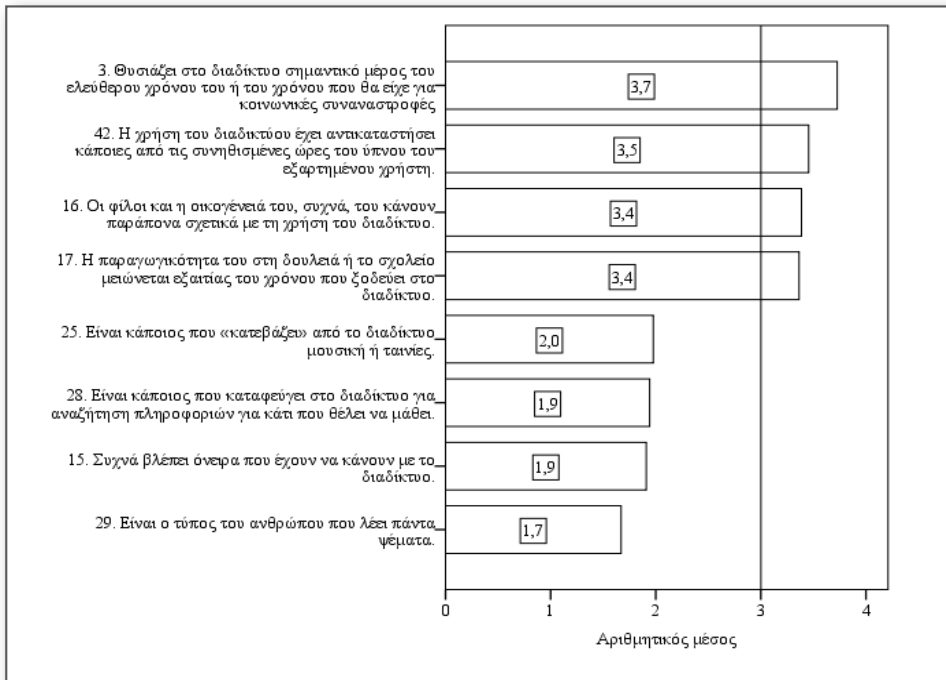 3. Θυσιάζει στο διαδίκτυο σημαντικό μέρος του
ελεύθερου χρόνου του ή του χρόνου που θα είχε για
κοινωνικές συναναστροφές
3,7
42. Η χρήση του διαδικτύου έχει αντικαταστήσει
κάποιες από τις συνηθισμένες ώρες του ύπνου του
εξαρτημένου χρήστη.
3,5
16. Οι φίλοι και η οικογένειά του, συχνά, του κάνουν
παράπονα σχετικά με τη χρήση του διαδίκτυο.
3,4
17. Η παραγωγικότητα του στη δουλειά ή το σχολείο
μειώνεται εξαιτίας του χρόνου που ξοδεύει στο
διαδίκτυο.
3,4
25. Είναι κάποιος που «κατεβάζει» από το διαδίκτυο
μουσική ή ταινίες.
2,0
28. Είναι κάποιος που καταφεύγει στο διαδίκτυο για
αναζήτηση πληροφοριών για κάτι που θέλει να μάθει.
1,9
15. Συχνά βλέπει όνειρα που έχουν να κάνουν με το
διαδίκτυο.
1,9
29. Είναι ο τύπος του ανθρώπου που λέει πάντα
ψέματα.
1,7
0 1 2 3 4
Αριθμητικός μέσος